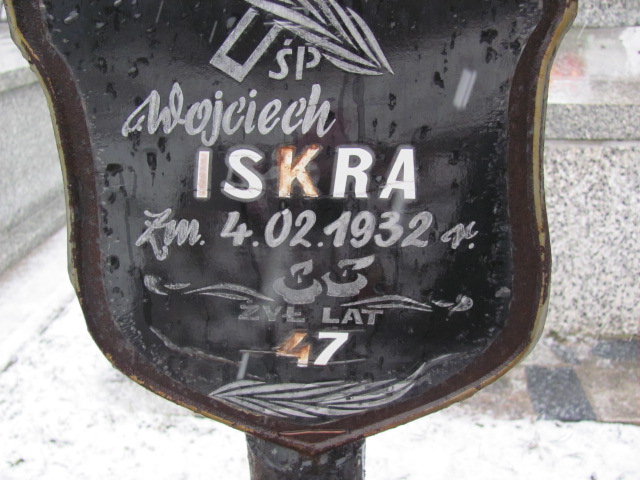 ŚP
Wojciech
ISKRA
Zm. 4.02.1932 r.
ŻYŁ LAT
47